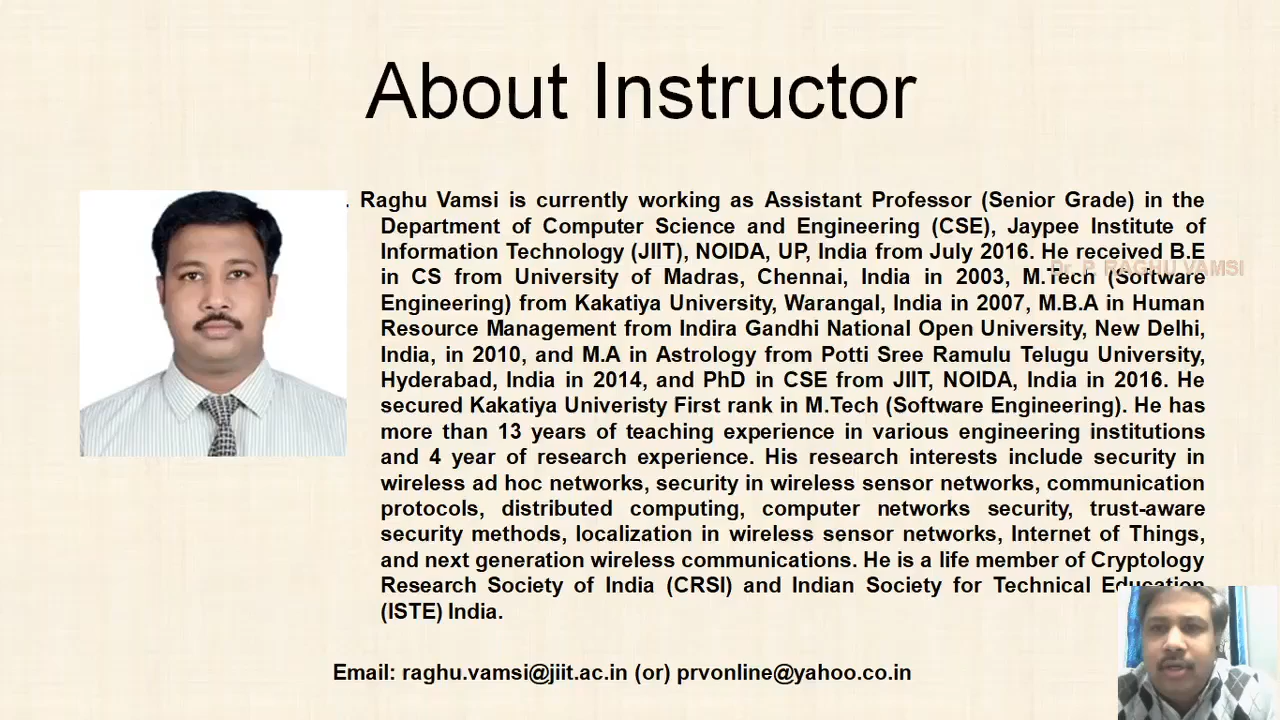 About Instructor
. Raghu Vamsi is currently working as Assistant Professor (Senior Grade) in the
Department of Computer Science and Engineering (CSE), Jaypee Institute of
Information Technology (JIIT), NOIDA, UP, India from July 2016. He received B.E
Dr. P. RAGHU VAMSI
in CS from University of Madras, Chennai, India in 2003, M.Tech (Software
Engineering) from Kakatiya University, Warangal, India in 2007, M.B.A in Human
Resource Management from Indira Gandhi National Open University, New Delhi,
India, in 2010, and M.A in Astrology from Potti Sree Ramulu Telugu University,
Hyderabad, India in 2014, and PhD in CSE from JIIT, NOIDA, India in 2016. He
secured Kakatiya Univeristy First rank in M.Tech (Software Engineering). He has
more than 13 years of teaching experience in various engineering institutions
and 4 year of research experience. His research interests include security in
wireless ad hoc networks, security in wireless sensor networks, communication
protocols, distributed computing, computer networks security, trust-aware
security methods, localization in wireless sensor networks, Internet of Things,
and next generation wireless communications. He is a life member of Cryptology
Research Society of India (CRSI) and Indian Society for Technical Education
(ISTE) India.
Email: raghu.vamsi@jiit.ac.in (or) prvonline@yahoo.co.in